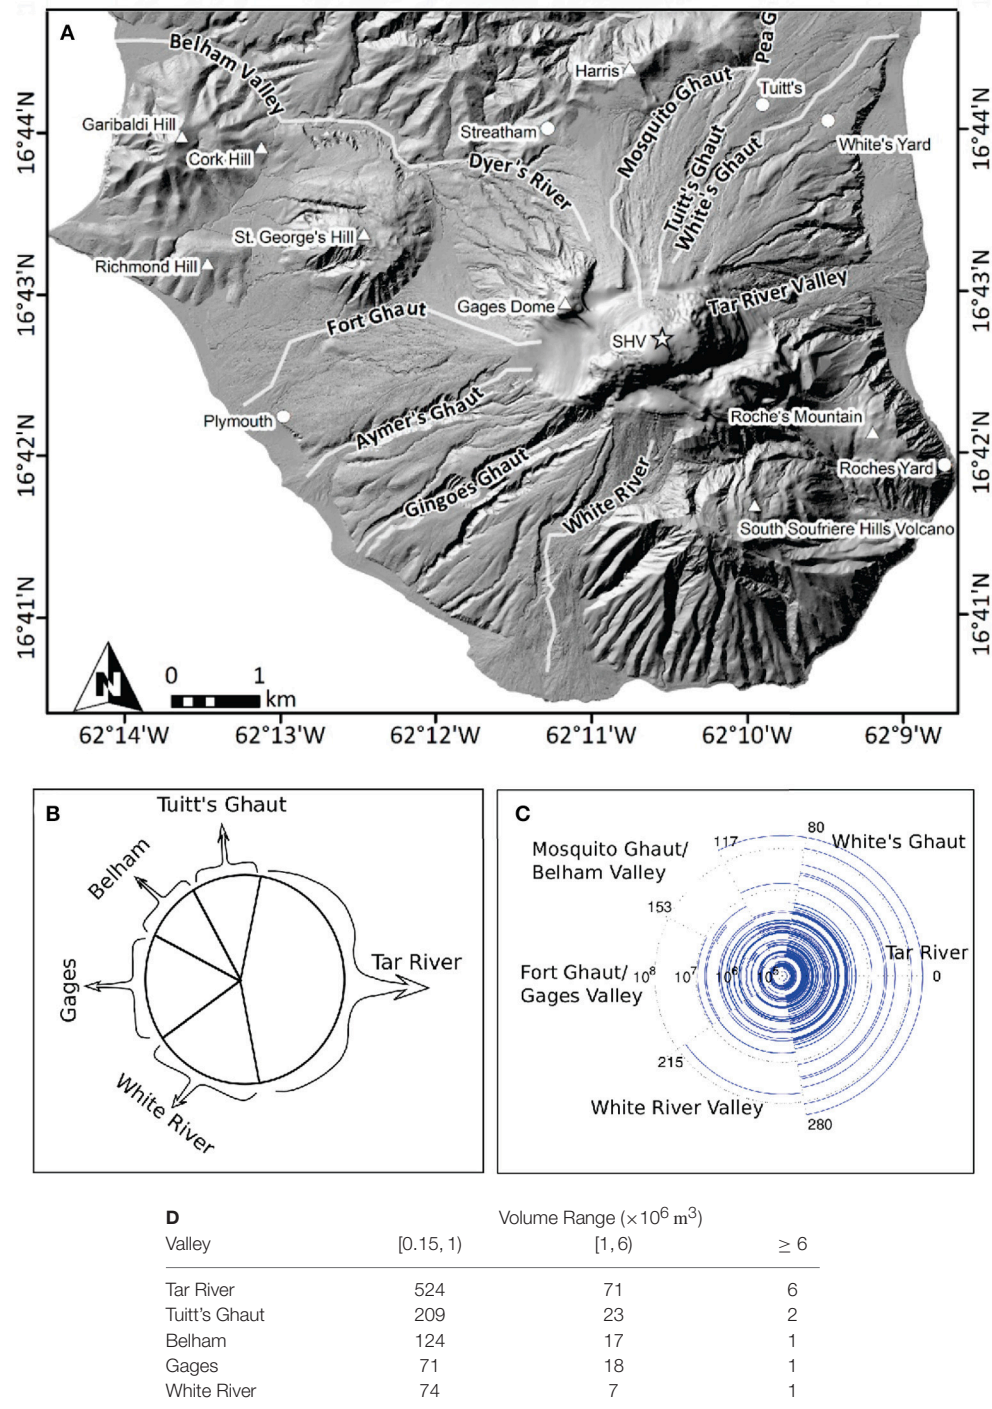 A
Belham Valley
Pea G
Harris
Mosquito Ghaut
Tuitt's
Garibaldi Hill
Streatham
White's Yard
Cork Hill
Dyer's River
Tuitt's Ghaut
White's Ghaut
St. George's Hill
Richmond Hill
Gages Dome
Tar River Valley
Fort Ghaut
SHV
Plymouth
Aymer's Ghaut
Roche's Mountain
Roches Yard
Gingoes Ghaut
White River
South Soufriere Hills Volcano
16°44'N
16°43'N
16°42'N
16°41'N
16°44'N
16°43'N
16°42'N
16°41'N
N
0 1
km
62°14'W 62°13'W 62°12'W 62°11'W 62°10'W 62°9'W
B
Tuitt's Ghaut
Belham
Gages
Tar River
White River
C
117 80
White's Ghaut
Mosquito Ghaut/
Belham Valley
153
Tar River
Fort Ghaut/
Gages Valley
10⁸ 10⁷ 10⁶ 10⁵ 0
215
White River Valley
280
D Volume Range (×10⁶ m³)
Valley [0.15, 1) [1, 6) ≥ 6
Tar River 524 71 6
Tuitt's Ghaut 209 23 2
Belham 124 17 1
Gages 71 18 1
White River 74 7 1